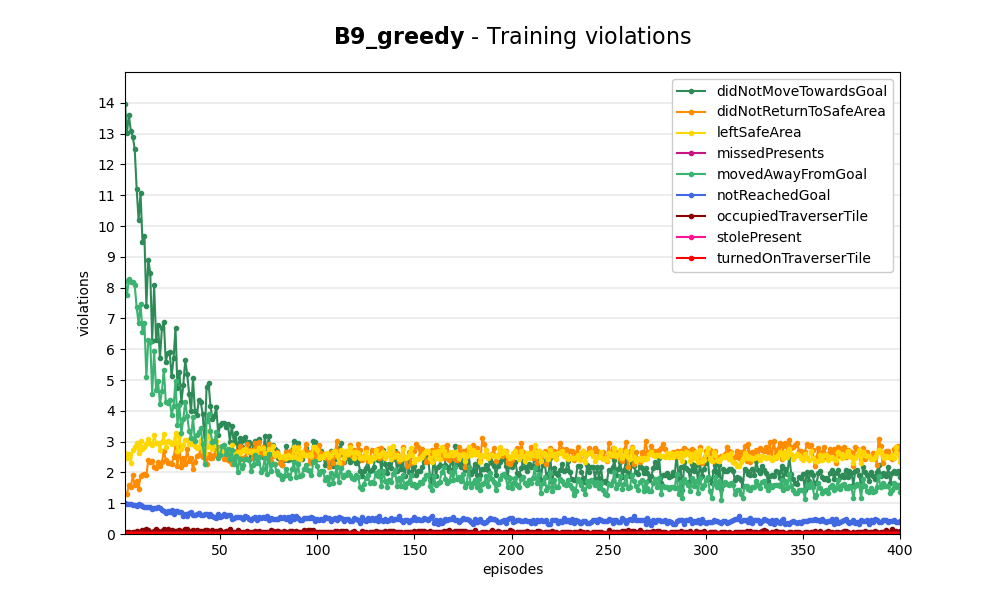 B9_greedy - Training violations
violations
14
13
12
11
10
9
8
7
6
5
4
3
2
1
0
didNotMoveTowardsGoal
didNotReturnToSafeArea
leftSafeArea
missedPresents
movedAwayFromGoal
notReachedGoal
occupiedTraverserTile
stolePresent
turnedOnTraverserTile
50 100 150 200 250 300 350 400
episodes